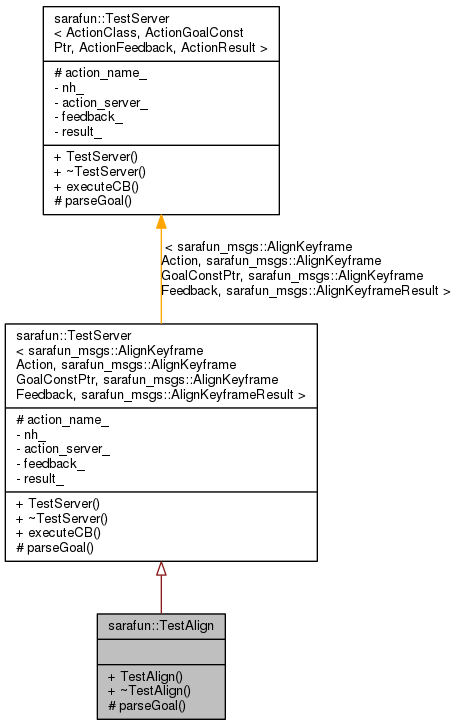 sarafun::TestServer
< ActionClass, ActionGoalConst
Ptr, ActionFeedback, ActionResult >
# action_name_
- nh_
- action_server_
- feedback_
- result_
+ TestServer()
+ ~TestServer()
+ executeCB()
# parseGoal()
< sarafun_msgs::AlignKeyframe
Action, sarafun_msgs::AlignKeyframe
GoalConstPtr, sarafun_msgs::AlignKeyframe
Feedback, sarafun_msgs::AlignKeyframeResult >
sarafun::TestServer
< sarafun_msgs::AlignKeyframe
Action, sarafun_msgs::AlignKeyframe
GoalConstPtr, sarafun_msgs::AlignKeyframe
Feedback, sarafun_msgs::AlignKeyframeResult >
# action_name_
- nh_
- action_server_
- feedback_
- result_
+ TestServer()
+ ~TestServer()
+ executeCB()
# parseGoal()
sarafun::TestAlign
+ TestAlign()
+ ~TestAlign()
# parseGoal()